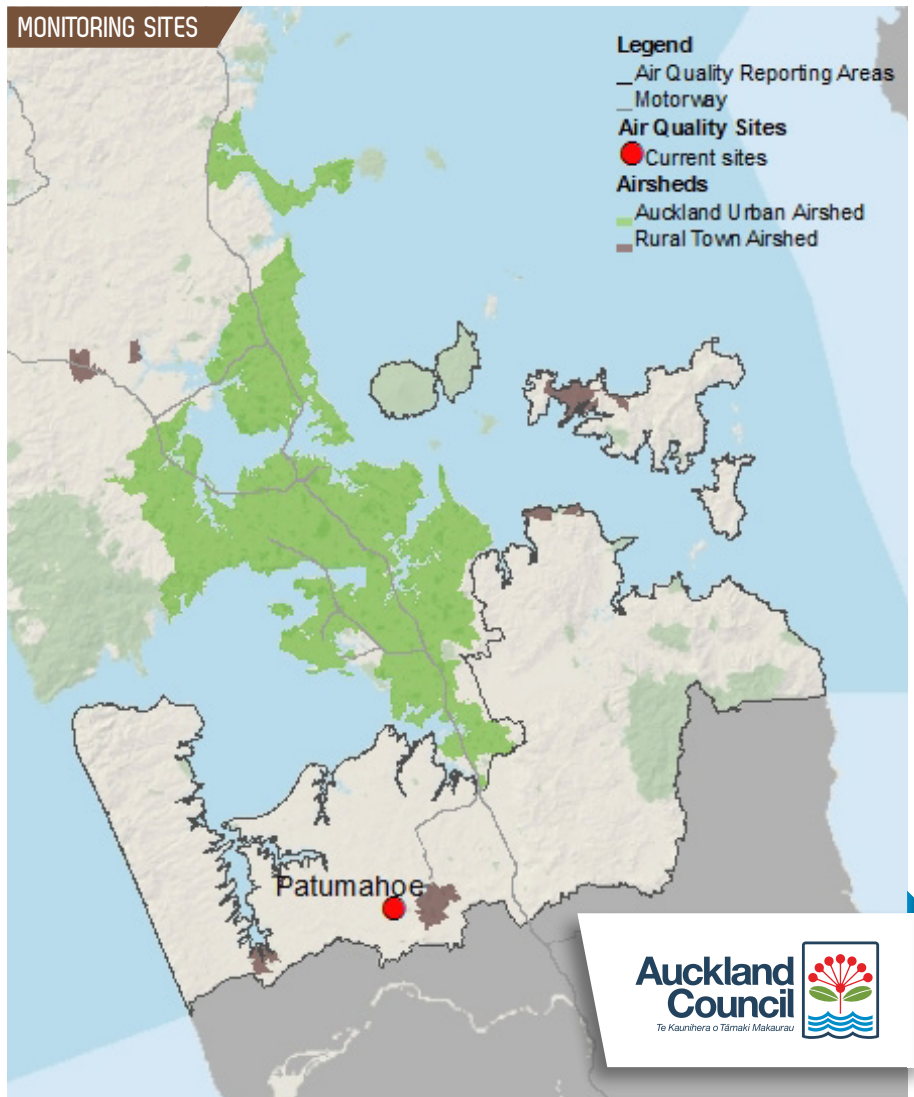 MONITORING SITES
Legend
Air Quality Reporting Areas
Motorway
Air Quality Sites
Current sites
Airsheds
Auckland Urban Airshed
Rural Town Airshed
Patumahoe
Auckland
Council
Te Kaunihera o Tāmaki Makaurau